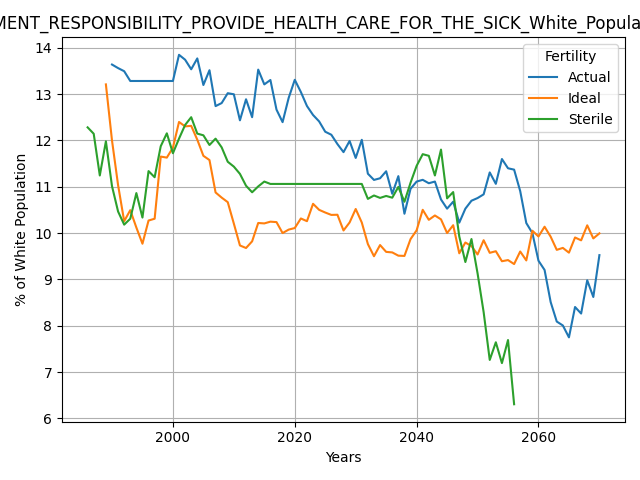 MENT_RESPONSIBILITY_PROVIDE_HEALTH_CARE_FOR_THE_SICK_White_Popula
Fertility
Actual
Ideal
Sterile
% of White Population
14
13
12
11
10
9
8
7
6
2000 2020 2040 2060
Years